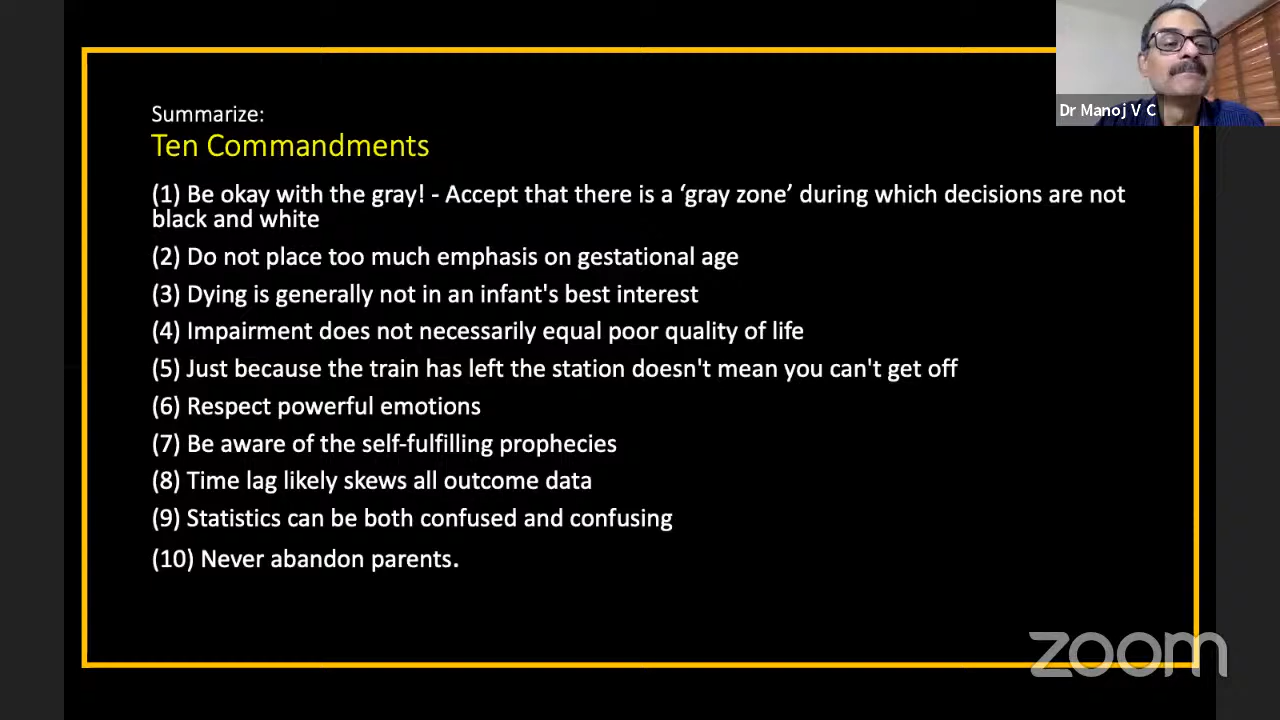 Dr Manoj V C
Summarize:
Ten Commandments
(1) Be okay with the gray! - Accept that there is a ‘gray zone’ during which decisions are not
black and white
(2) Do not place too much emphasis on gestational age
(3) Dying is generally not in an infant's best interest
(4) Impairment does not necessarily equal poor quality of life
(5) Just because the train has left the station doesn't mean you can't get off
(6) Respect powerful emotions
(7) Be aware of the self-fulfilling prophecies
(8) Time lag likely skews all outcome data
(9) Statistics can be both confused and confusing
(10) Never abandon parents.
zoom